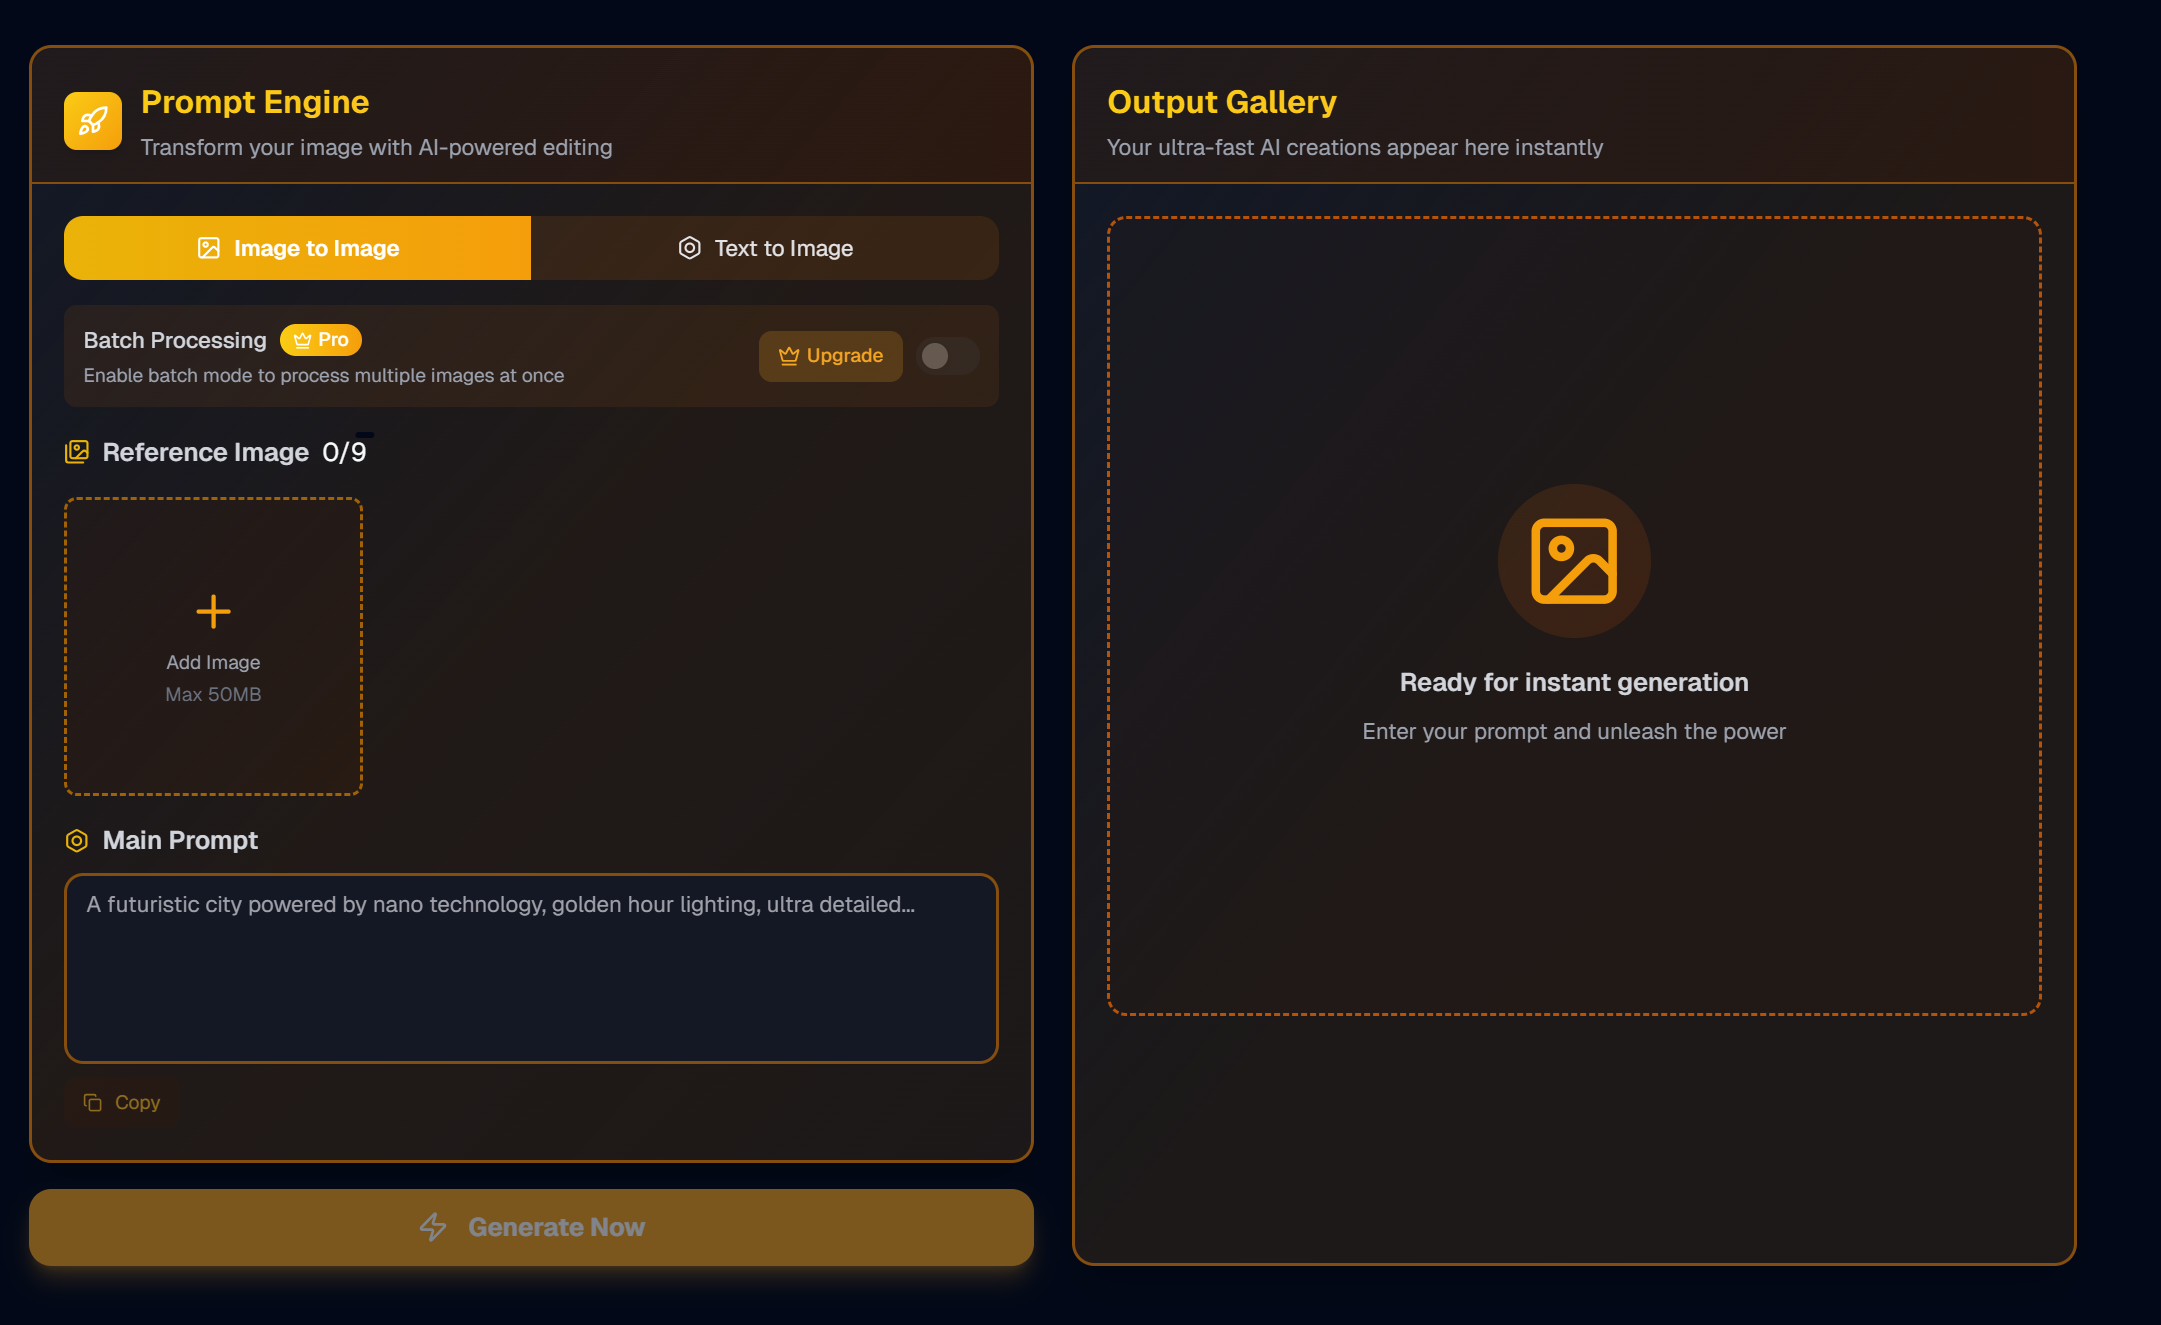 Prompt Engine
Transform your image with AI-powered editing
Image to Image
Text to Image
Batch Processing
Pro
Enable batch mode to process multiple images at once
Upgrade
Reference Image 0/9
Add Image
Max 50MB
Main Prompt
A futuristic city powered by nano technology, golden hour lighting, ultra detailed...
Copy
Generate Now
Output Gallery
Your ultra-fast AI creations appear here instantly
Ready for instant generation
Enter your prompt and unleash the power